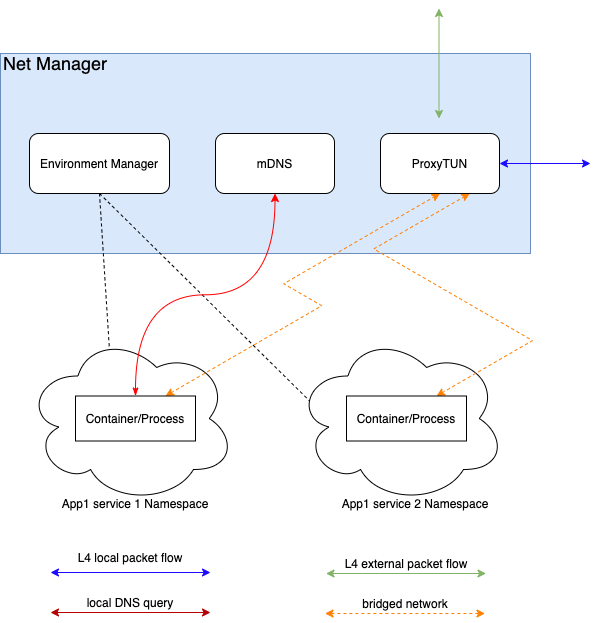 Net Manager
Environment Manager
mDNS
ProxyTUN
Container/Process
Container/Process
App1 service 1 Namespace
App1 service 2 Namespace
L4 local packet flow
L4 external packet flow
local DNS query
bridged network